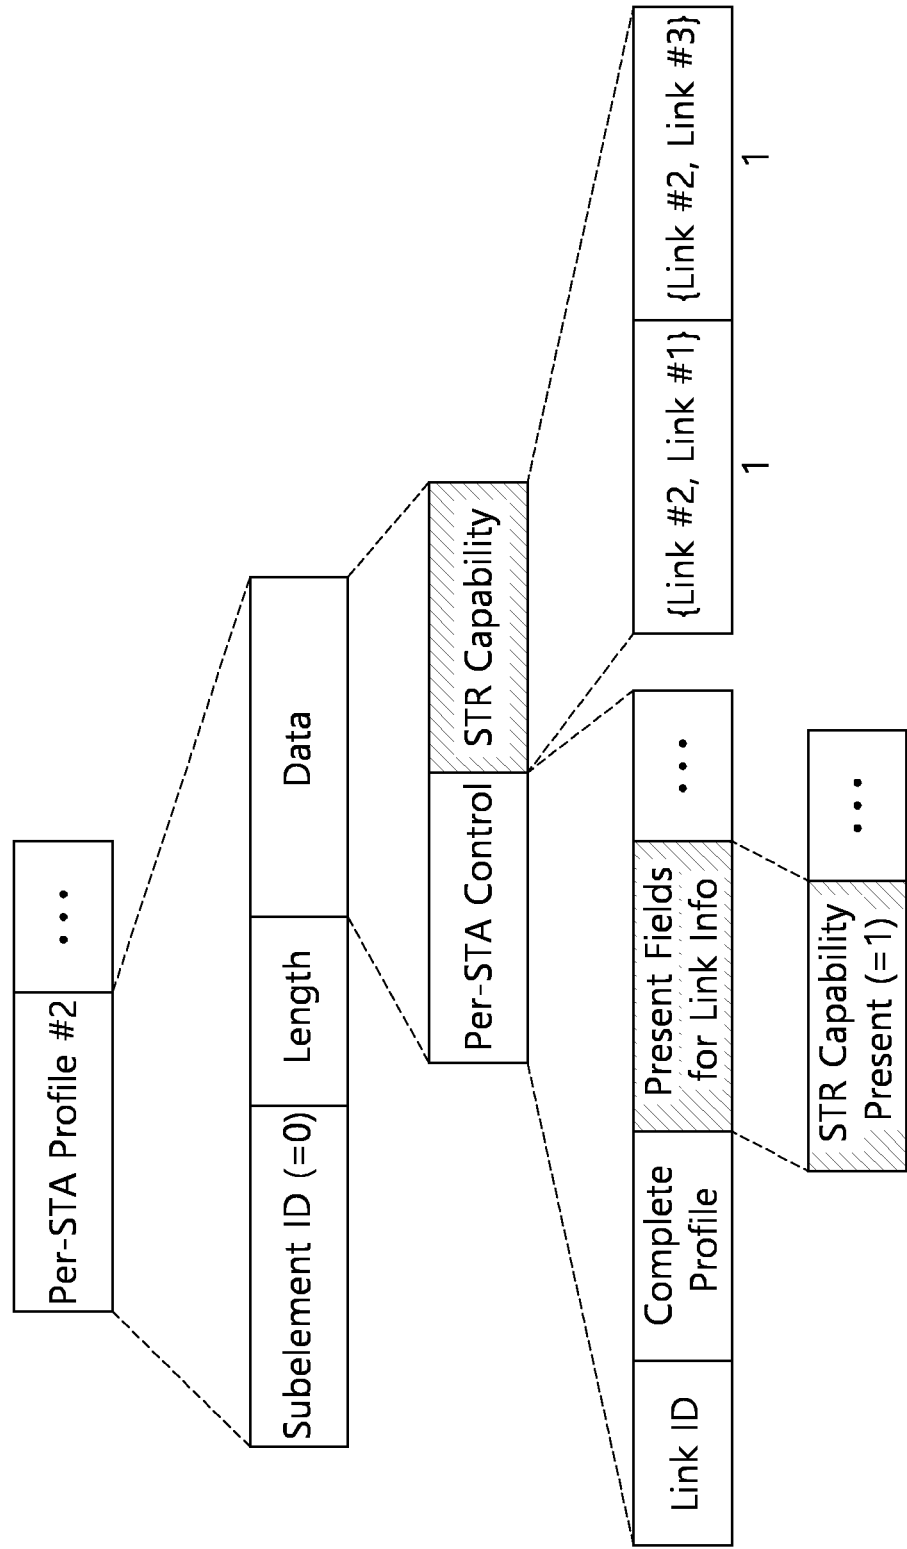 Per-STA Profile #2
...
Subelement ID (=0)
Length
Data
Per-STA Control
STR Capability
Link ID
Complete
Profile
Present Fields
for Link Info
...
{Link #2, Link #1}
{Link #2, Link #3}
1
1
STR Capability
Present (=1)
...